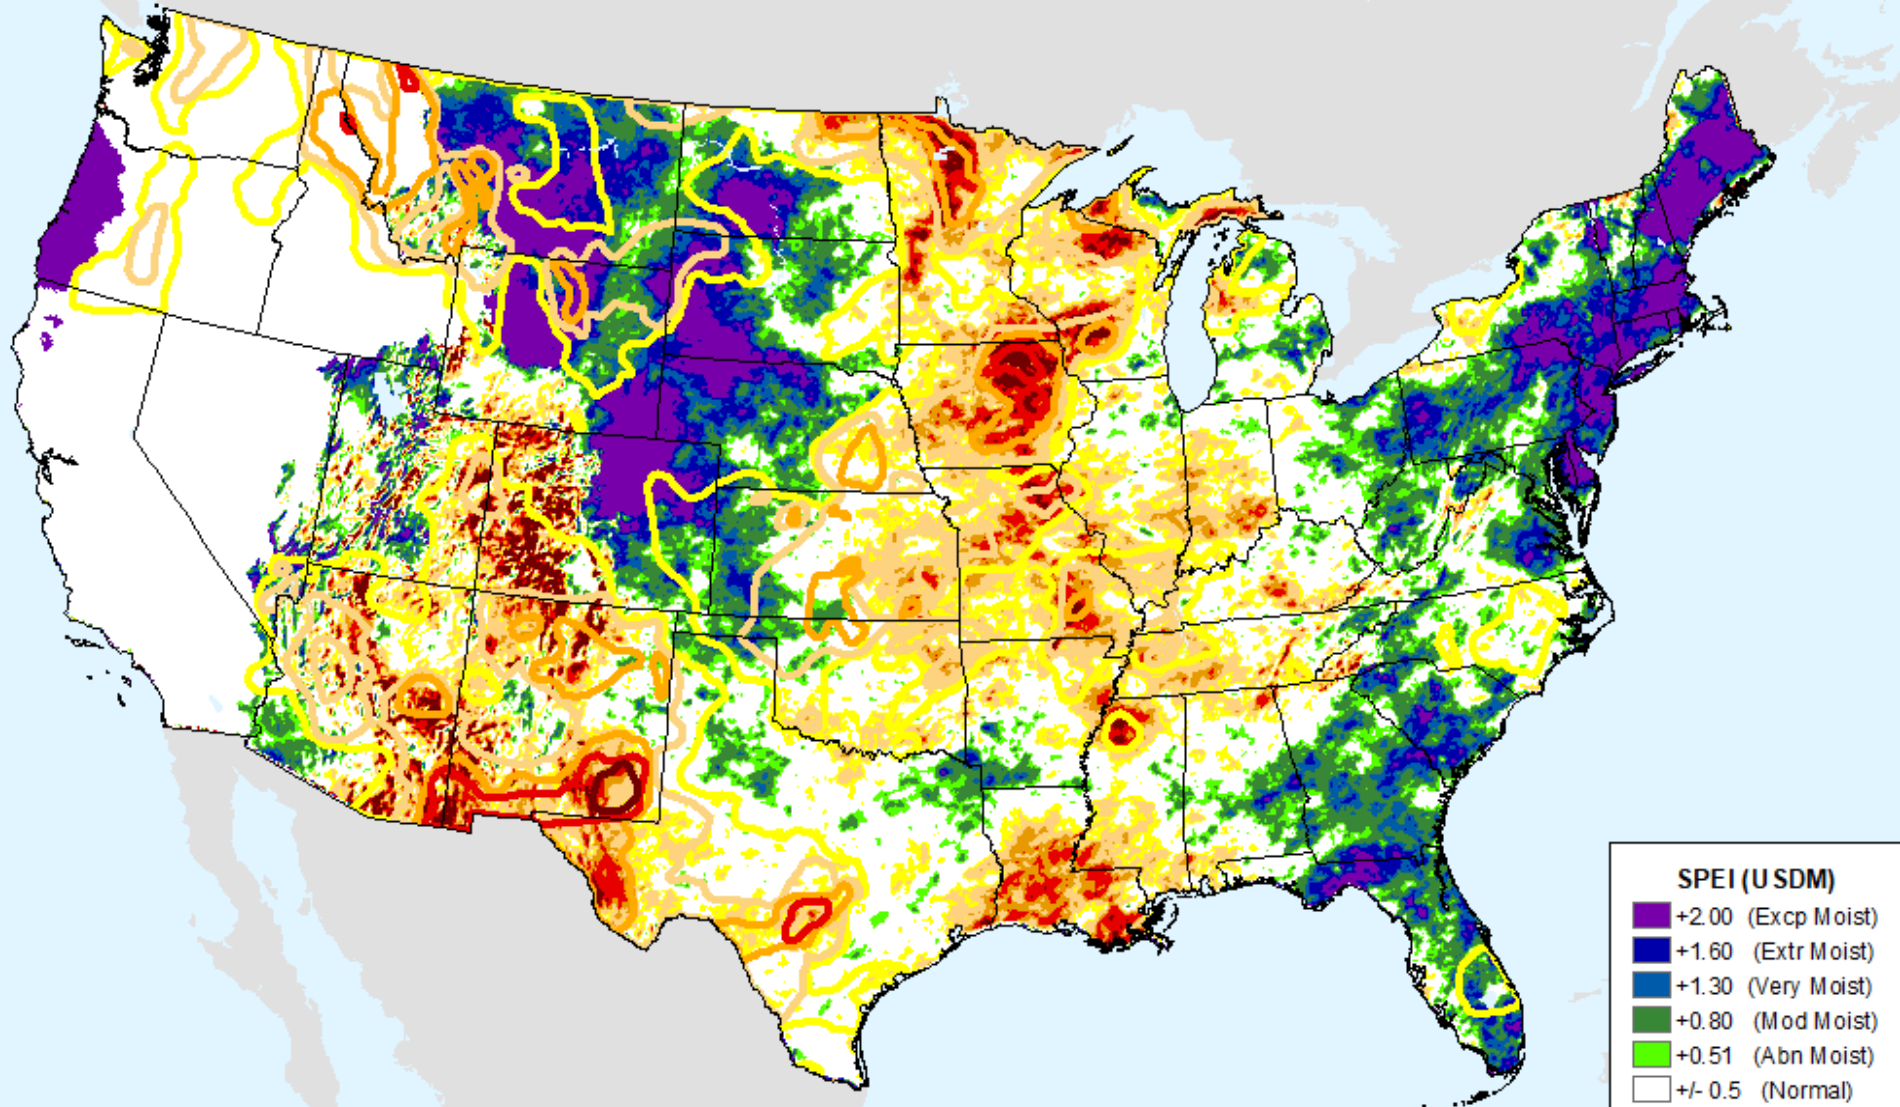 SPEI (USDM)
+2.00 (Excp Moist)
+1.60 (Extr Moist)
+1.30 (Very Moist)
+0.80 (Mod Moist)
+0.51 (Abn Moist)
+/- 0.5 (Normal)